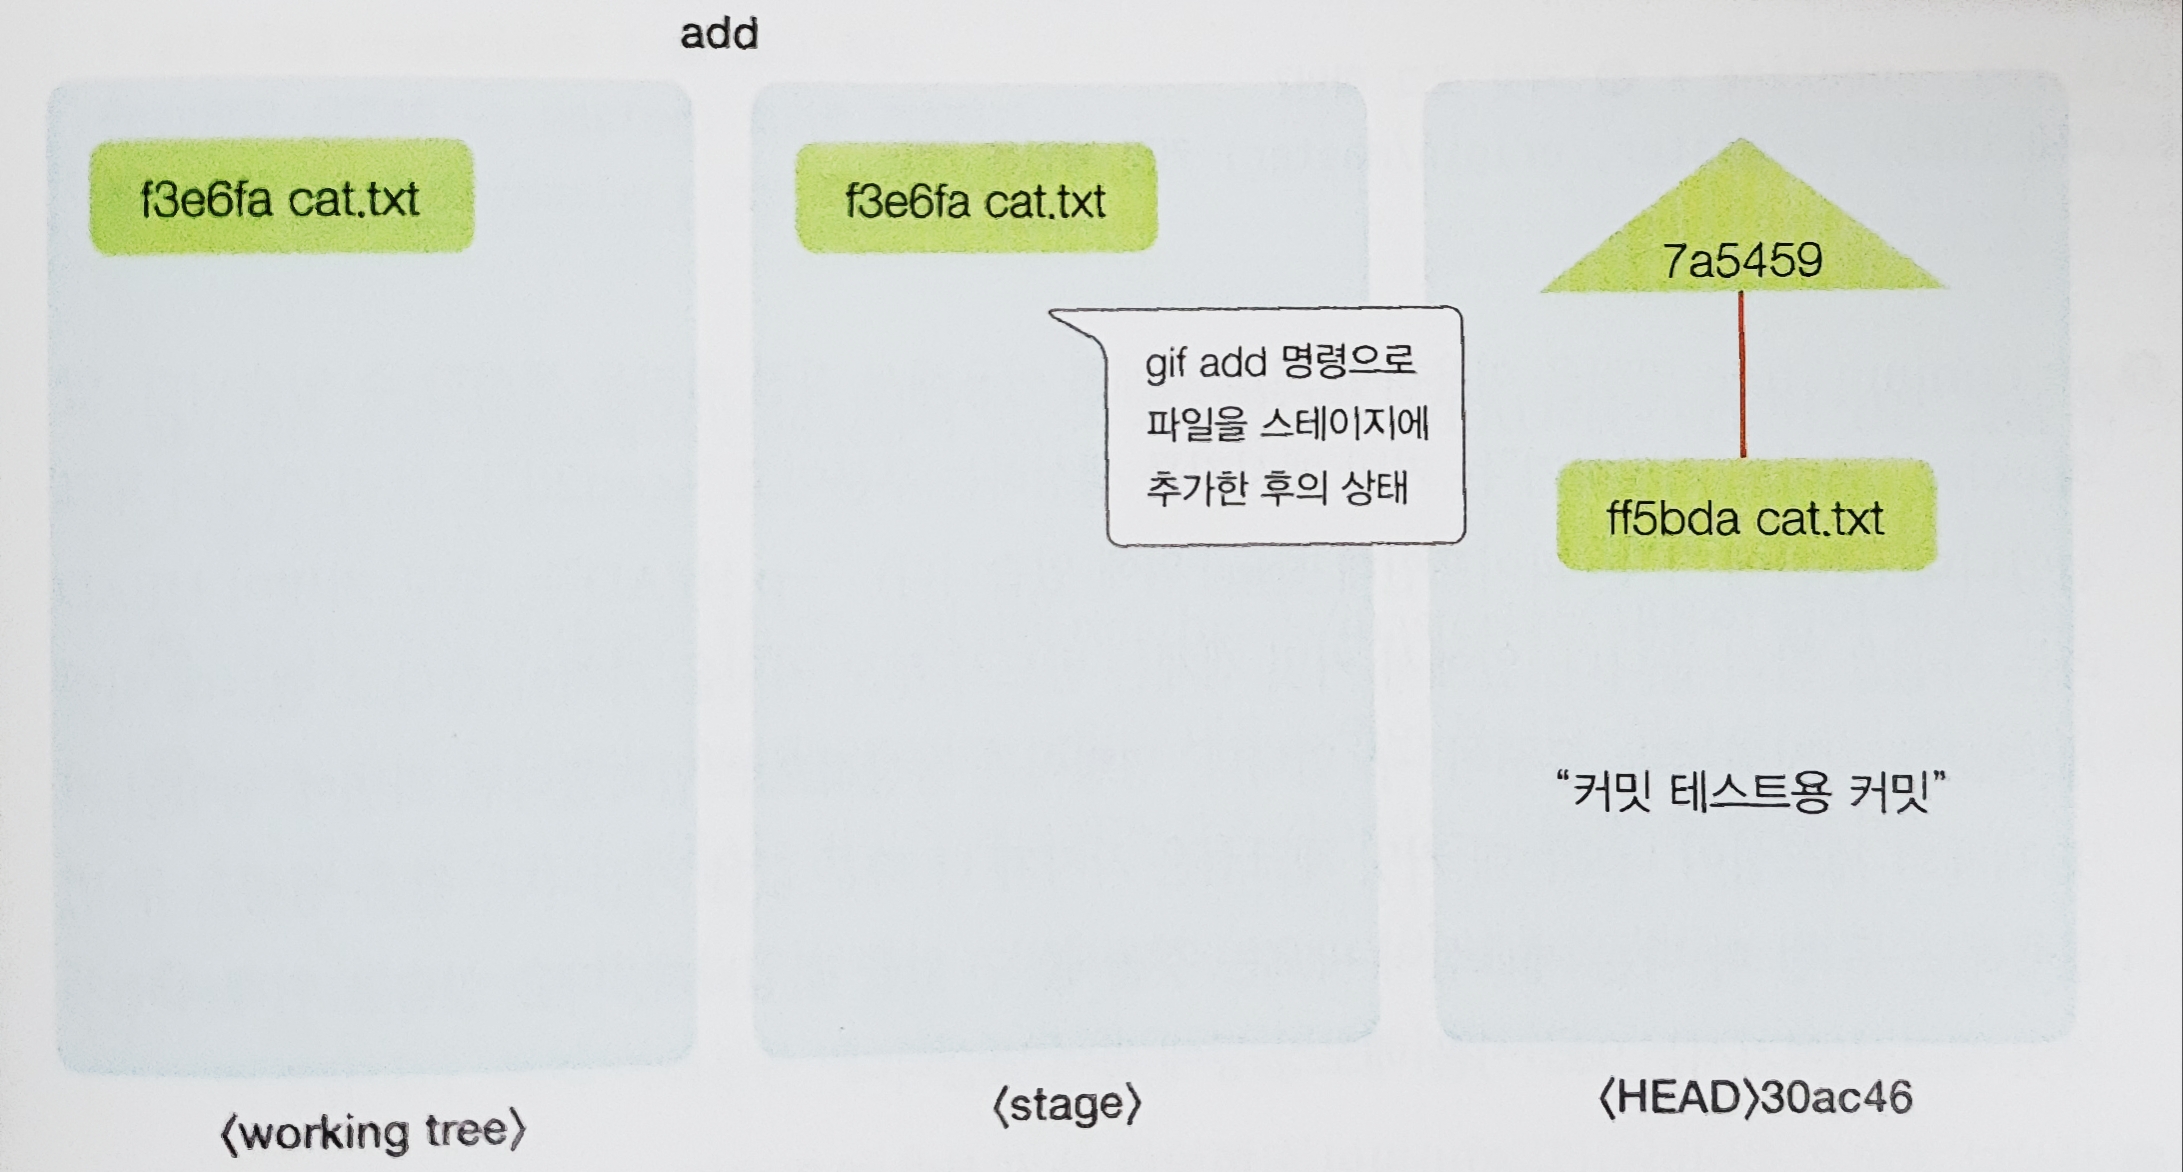 add
f3e6fa cat.txt
f3e6fa cat.txt
gif add 명령으로
파일을 스테이지에
추가한 후의 상태
7a5459
ff5bda cat.txt
“커밋 테스트용 커밋”
〈working tree〉
〈stage〉
〈HEAD〉30ac46